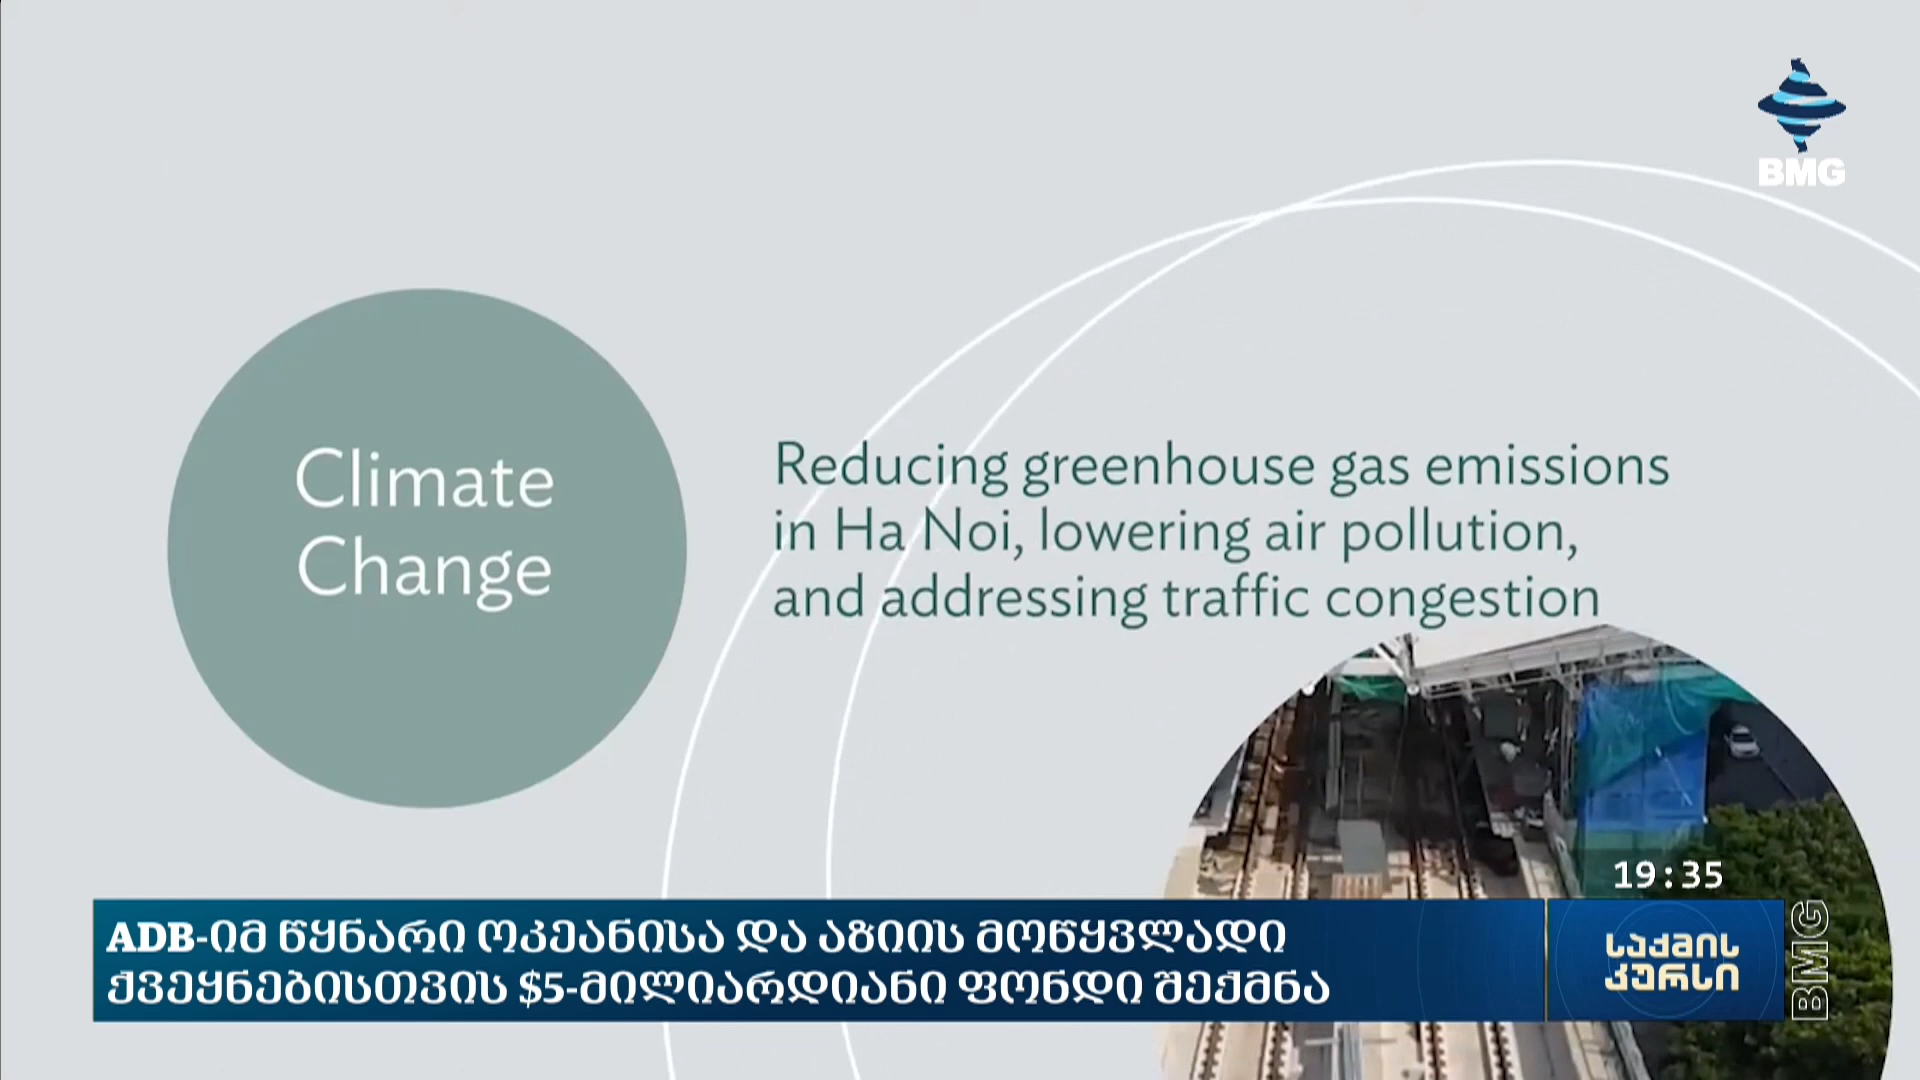 BMG
Climate
Change
Reducing greenhouse gas emissions
in Ha Noi, lowering air pollution,
and addressing traffic congestion
19:35
ADB-ᲘᲛ ᲬᲧᲜᲐᲠᲘ ᲝᲙᲔᲐᲜᲘᲡᲐ ᲓᲐ ᲐᲖᲘᲘᲡ ᲛᲝᲬᲧᲕᲚᲐᲓᲘ
ᲥᲕᲔᲧᲜᲔᲑᲘᲡᲗᲕᲘᲡ $5-ᲛᲘᲚᲘᲐᲠᲓᲘᲐᲜᲘ ᲤᲝᲜᲓᲘ ᲨᲔᲥᲛᲜᲐ
ᲡᲐᲥᲛᲘᲡ
ᲙᲣᲠᲡᲘ
BMG